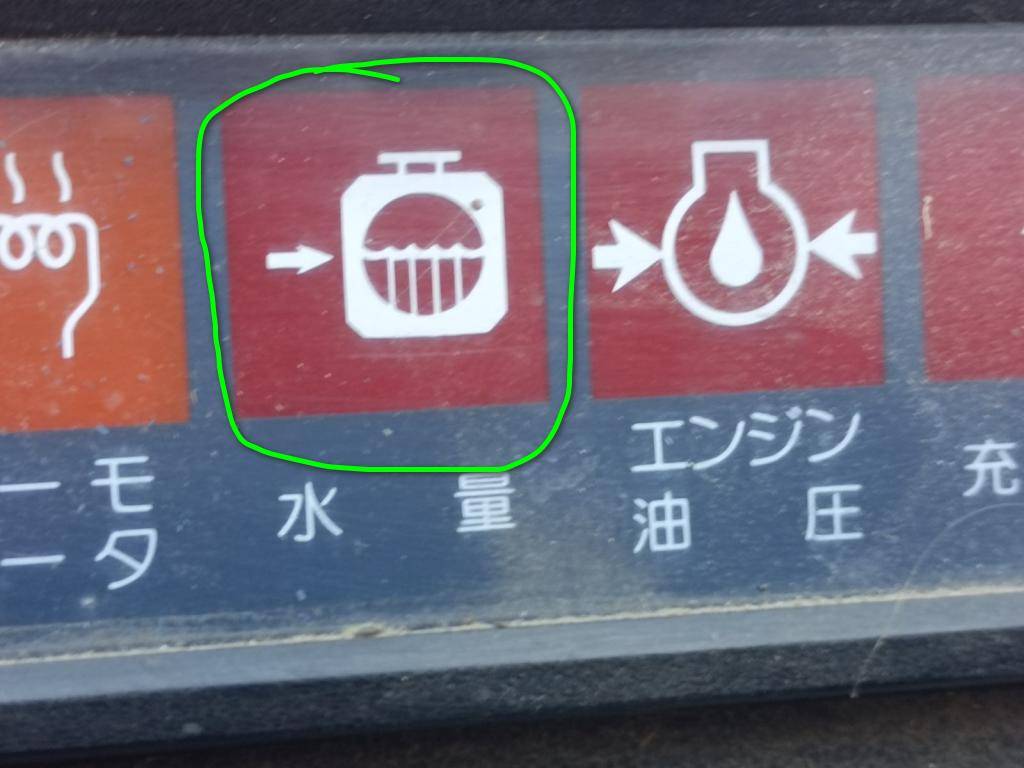 ーモ
ータ
水量
エンジン
油圧
充